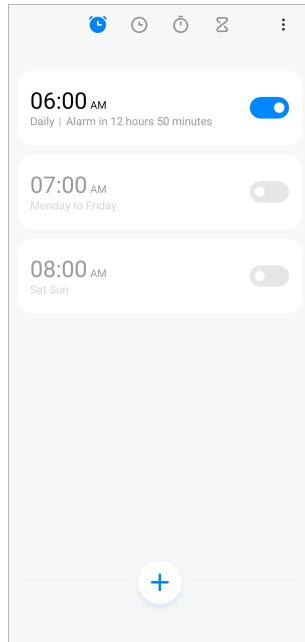 06:00 AM
Daily | Alarm in 12 hours 50 minutes
07:00 AM
Monday to Friday
08:00 AM
Sat Sun